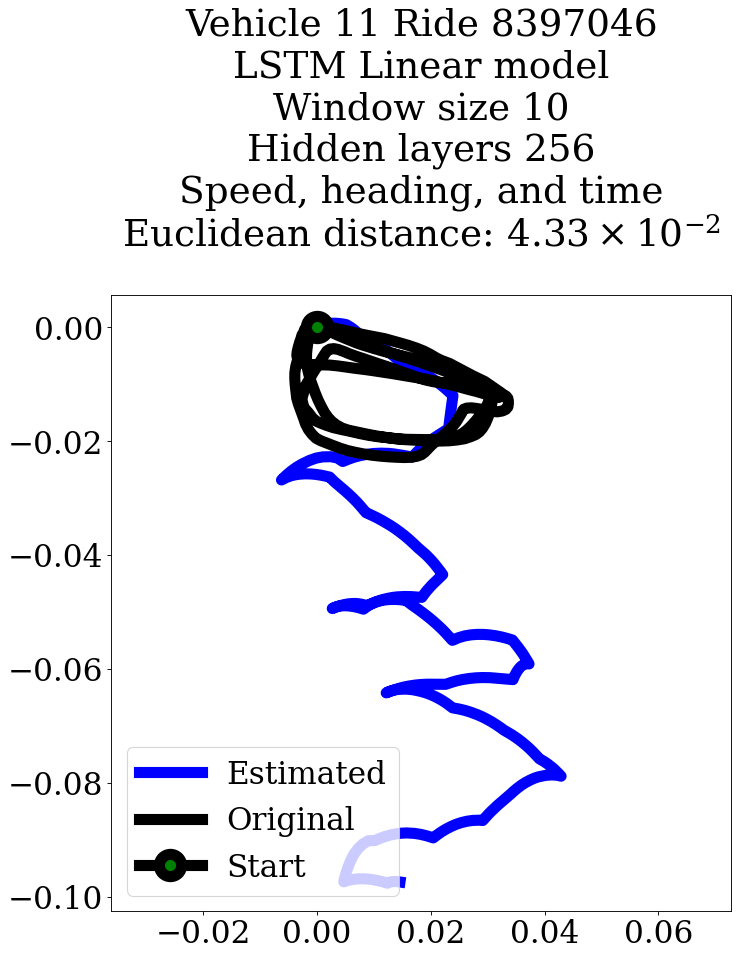 Vehicle 11 Ride 8397046
LSTM Linear model
Window size 10
Hidden layers 256
Speed, heading, and time
Euclidean distance: 4.33 × 10⁻²
0.00
−0.02
−0.04
−0.06
−0.08
−0.10
Estimated
Original
Start
−0.02 0.00 0.02 0.04 0.06